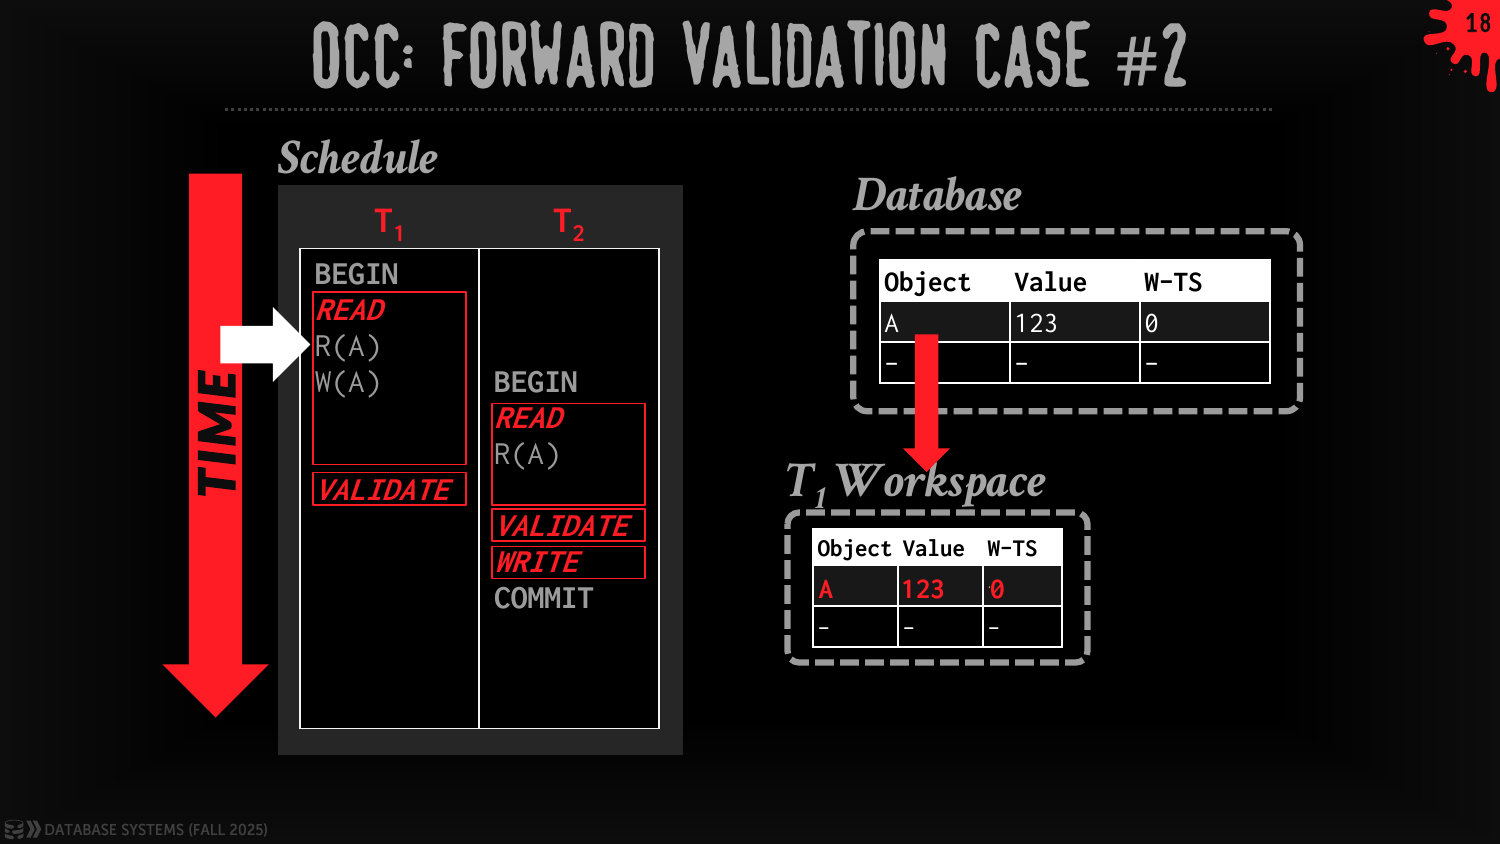 OCC: FORWARD VALIDATION CASE #2
18
Schedule
T1
T2
BEGIN
READ
R(A)
W(A)
VALIDATE
BEGIN
READ
R(A)
VALIDATE
WRITE
COMMIT
TIME
Database
Object Value W-TS
A 123 0
- - -
T1 Workspace
Object Value W-TS
A 123 0
- - -
DATABASE SYSTEMS (FALL 2025)